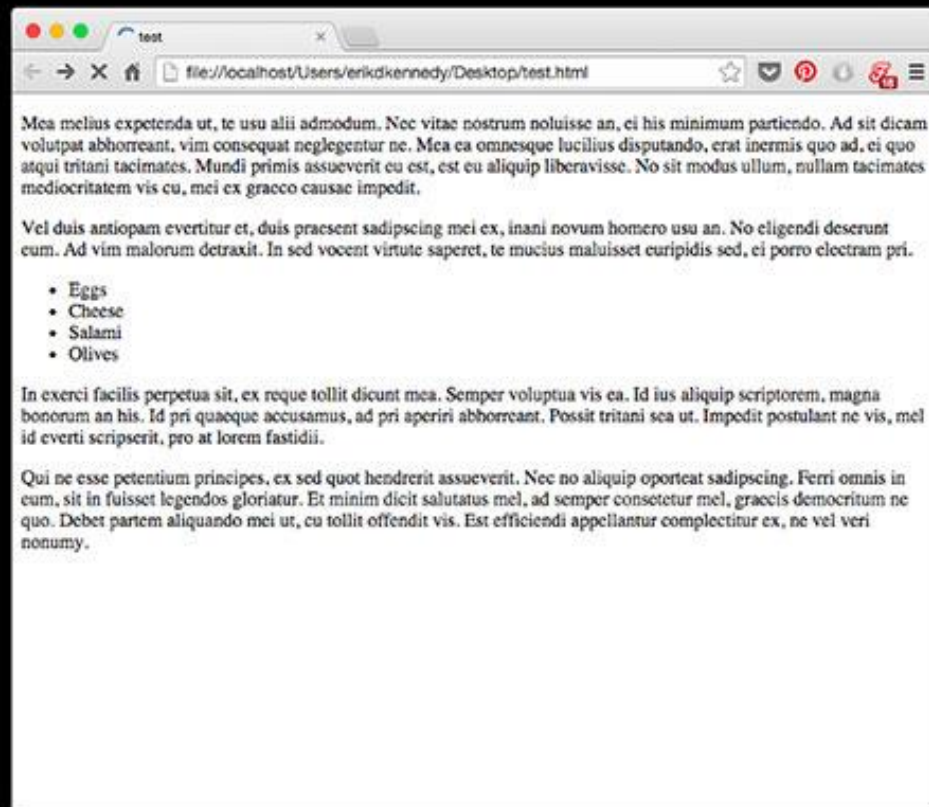 test
file://localhost/Users/erikdkennedy/Desktop/test.html
18
Mea melius expetenda ut, te usu alii admodum. Nec vitae nostrum noluisse an, ei his minimum partiendo. Ad sit dicam
volutpat abhorreant, vim consequat neglegentur ne. Mea ea omnesque lucilius disputando, erat inermis quo ad, ei quo
atqui tritani tacimates. Mundi primis assueverit eu est, est eu aliquip liberavisse. No sit modus ullum, nullam tacimates
mediocritatem vis cu, mei ex graeco causae impedit.
Vel duis antiopam evertitur et, duis praesent sadipscing mei ex, inani novum homero usu an. No eligendi deserunt
eum. Ad vim malorum detraxit. In sed vocent virtute saperet, te mucius maluisset euripidis sed, ei porro electram pri.
• Eggs
• Cheese
• Salami
• Olives
In exerci facilis perpetua sit, ex reque tollit dicunt mea. Semper voluptua vis ea. Id ius aliquip scriptorem, magna
bonorum an his. Id pri quaeque accusamus, ad pri aperiri abhorreant. Possit tritani sea ut. Impedit postulant ne vis, mel
id everti scripserit, pro at lorem fastidii.
Qui ne esse petentium principes, ex sed quot hendrerit assueverit. Nec no aliquip oporteat sadipscing. Ferri omnis in
eum, sit in fuisset legendos gloriatur. Et minim dicit salutatus mel, ad semper consetetur mel, graecis democritum ne
quo. Debet partem aliquando mei ut, cu tollit offendit vis. Est efficiendi appellantur complectitur ex, ne vel veri
nonumy.